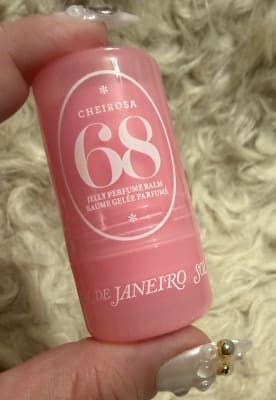 CHEIROSA
68
JELLY PERFUME BALM
BAUME GELÉE PARFUMÉ
DE JANEIRO